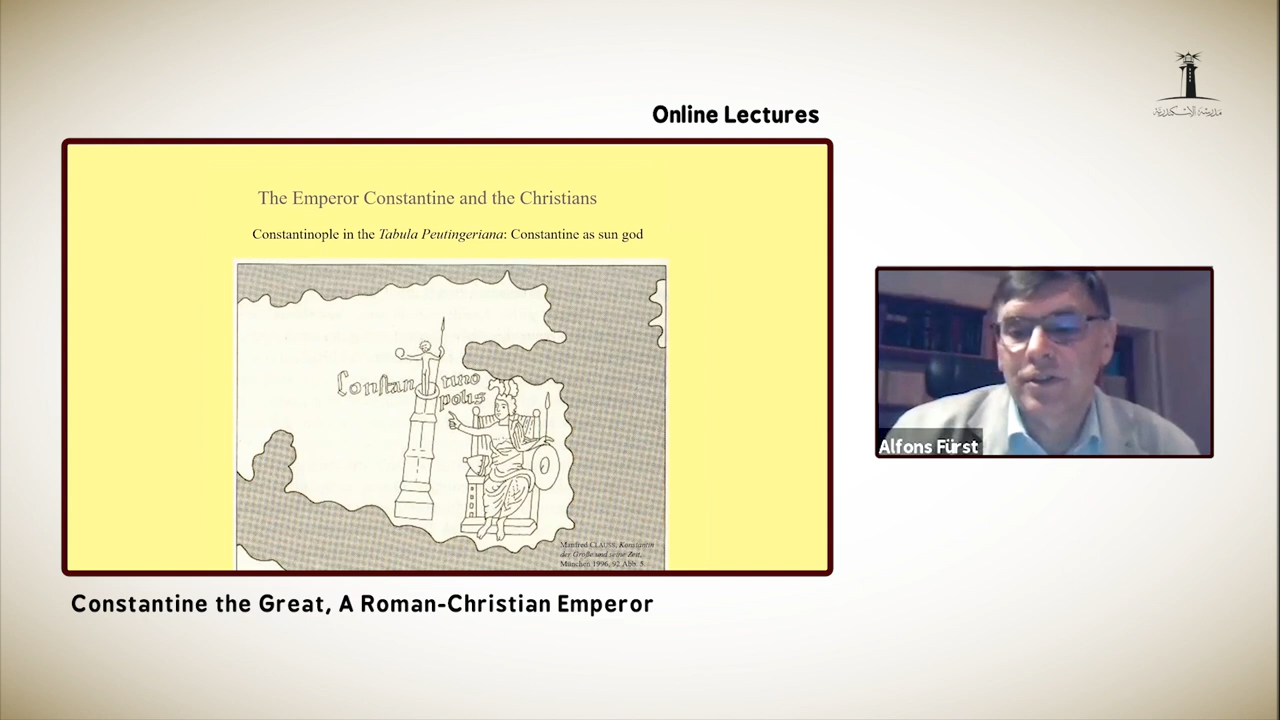 Online Lectures
مدرسة الإسكندرية
The Emperor Constantine and the Christians
Constantinople in the Tabula Peutingeriana: Constantine as sun god
Constan tino
polis
Manfred CLAUSS, Konstantin
der Große und seine Zeit,
München 1996, 92 Abb. 5.
Alfons Fürst
Constantine the Great, A Roman-Christian Emperor